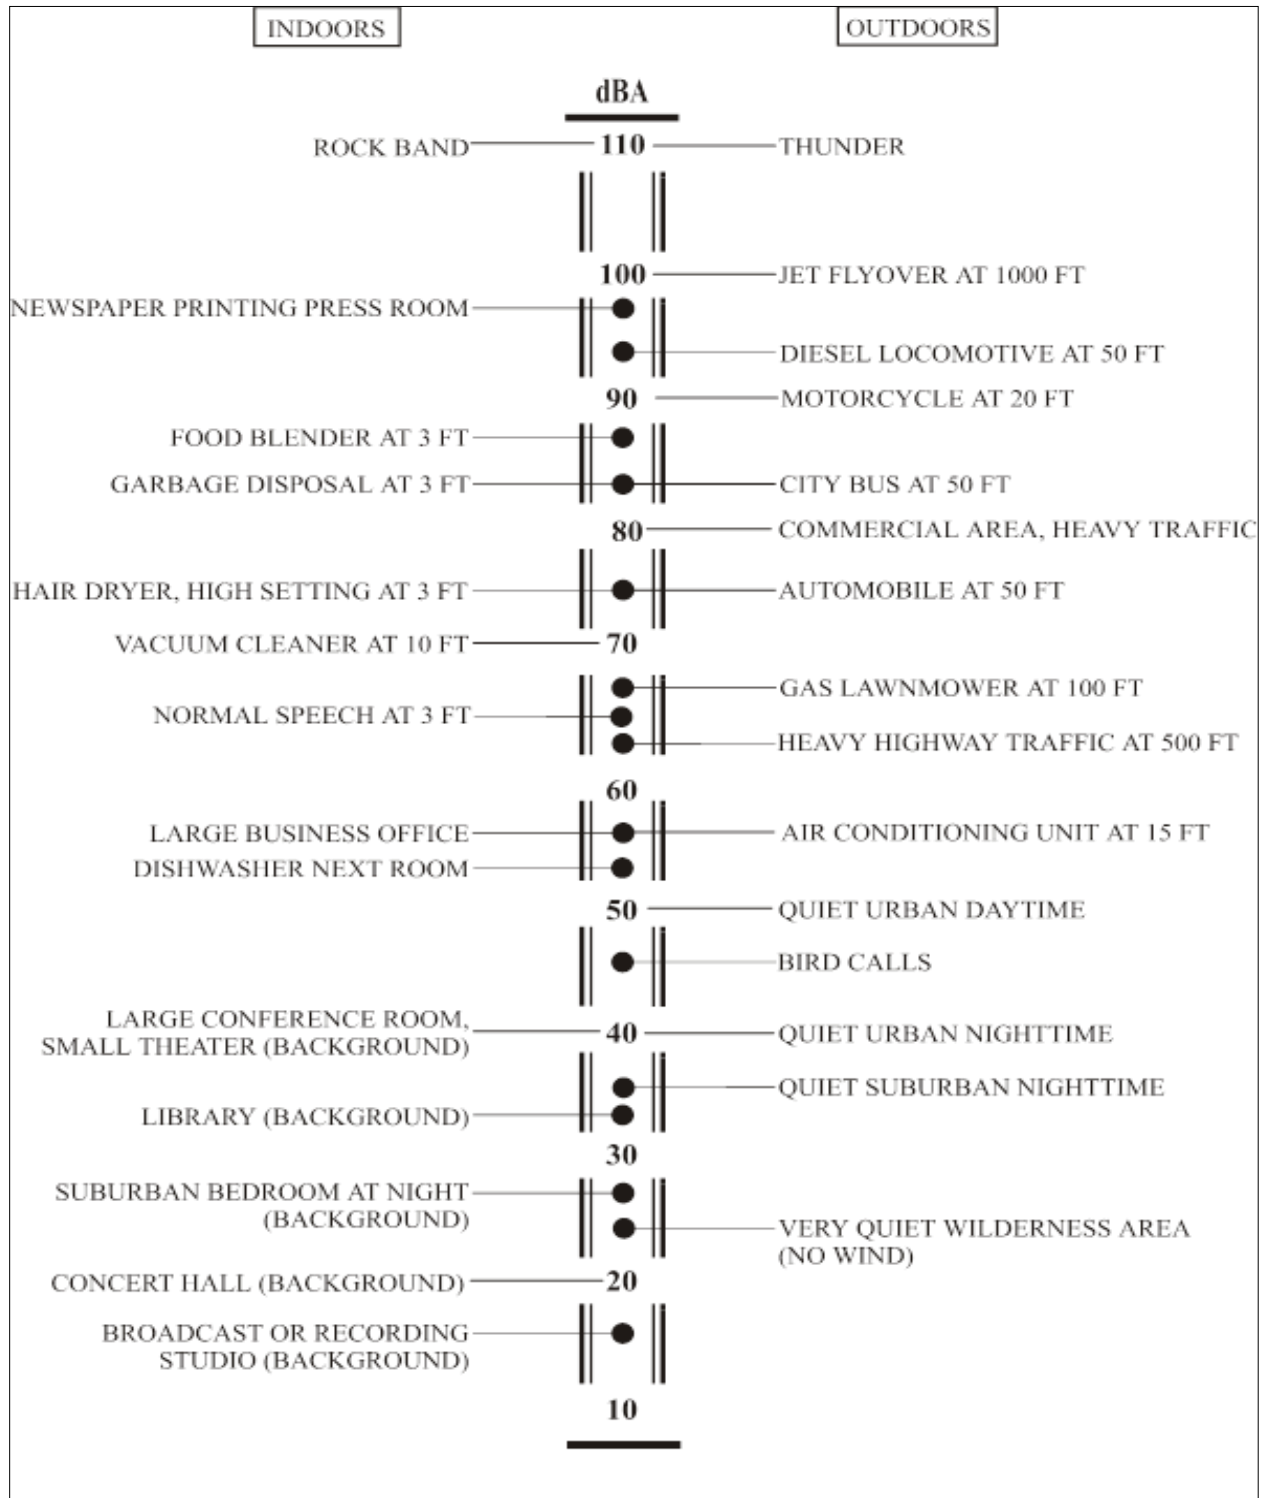 INDOORS
OUTDOORS
dBA
ROCK BAND 110 THUNDER
100 JET FLYOVER AT 1000 FT
NEWSPAPER PRINTING PRESS ROOM
DIESEL LOCOMOTIVE AT 50 FT
90 MOTORCYCLE AT 20 FT
FOOD BLENDER AT 3 FT
GARBAGE DISPOSAL AT 3 FT CITY BUS AT 50 FT
80 COMMERCIAL AREA, HEAVY TRAFFIC
HAIR DRYER, HIGH SETTING AT 3 FT AUTOMOBILE AT 50 FT
VACUUM CLEANER AT 10 FT 70
GAS LAWNMOWER AT 100 FT
NORMAL SPEECH AT 3 FT
HEAVY HIGHWAY TRAFFIC AT 500 FT
60
LARGE BUSINESS OFFICE AIR CONDITIONING UNIT AT 15 FT
DISHWASHER NEXT ROOM
50 QUIET URBAN DAYTIME
BIRD CALLS
LARGE CONFERENCE ROOM,
SMALL THEATER (BACKGROUND) 40 QUIET URBAN NIGHTTIME
QUIET SUBURBAN NIGHTTIME
LIBRARY (BACKGROUND)
30
SUBURBAN BEDROOM AT NIGHT
(BACKGROUND)
VERY QUIET WILDERNESS AREA
(NO WIND)
CONCERT HALL (BACKGROUND) 20
BROADCAST OR RECORDING
STUDIO (BACKGROUND)
10